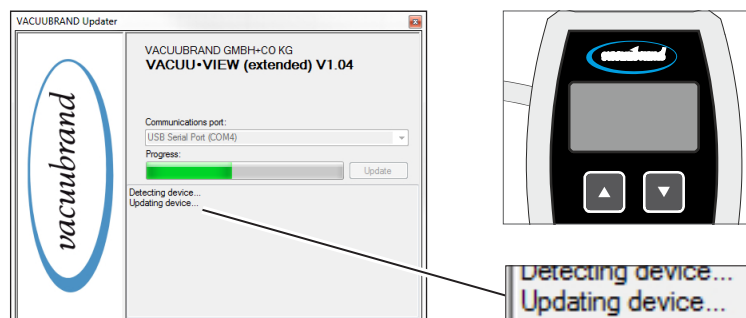 VACUUBRAND Updater
vacuubrand
VACUUBRAND GMBH+CO KG
VACUU•VIEW (extended) V1.04
Communications port:
USB Serial Port (COM4)
Progress:
Update
Detecting device...
Updating device...
vacuubrand
Detecting device...
Updating device...